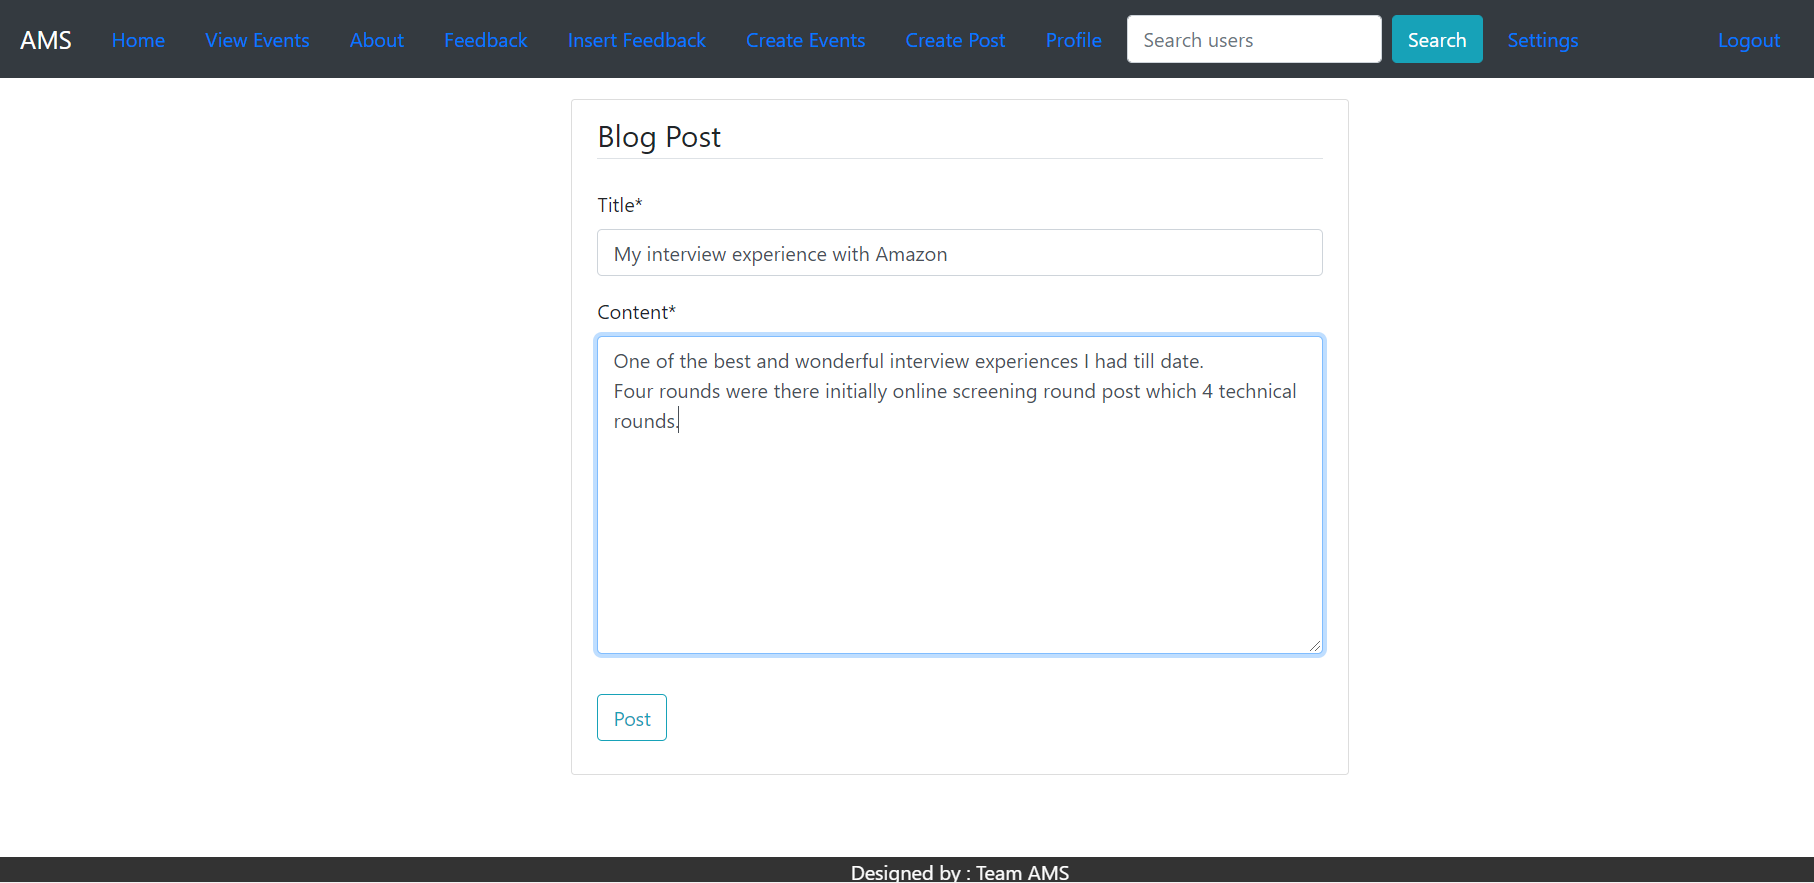 AMS Home View Events About Feedback Insert Feedback Create Events Create Post Profile Search users Search Settings Logout
Blog Post
Title*
My interview experience with Amazon
Content*
One of the best and wonderful interview experiences I had till date.
Four rounds were there initially online screening round post which 4 technical
rounds.
Post
Designed by : Team AMS